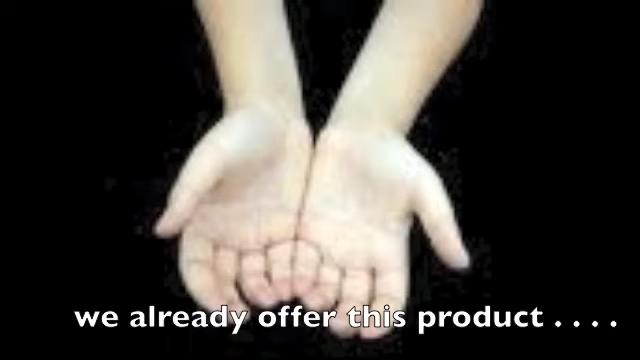 we already offer this product . . . .